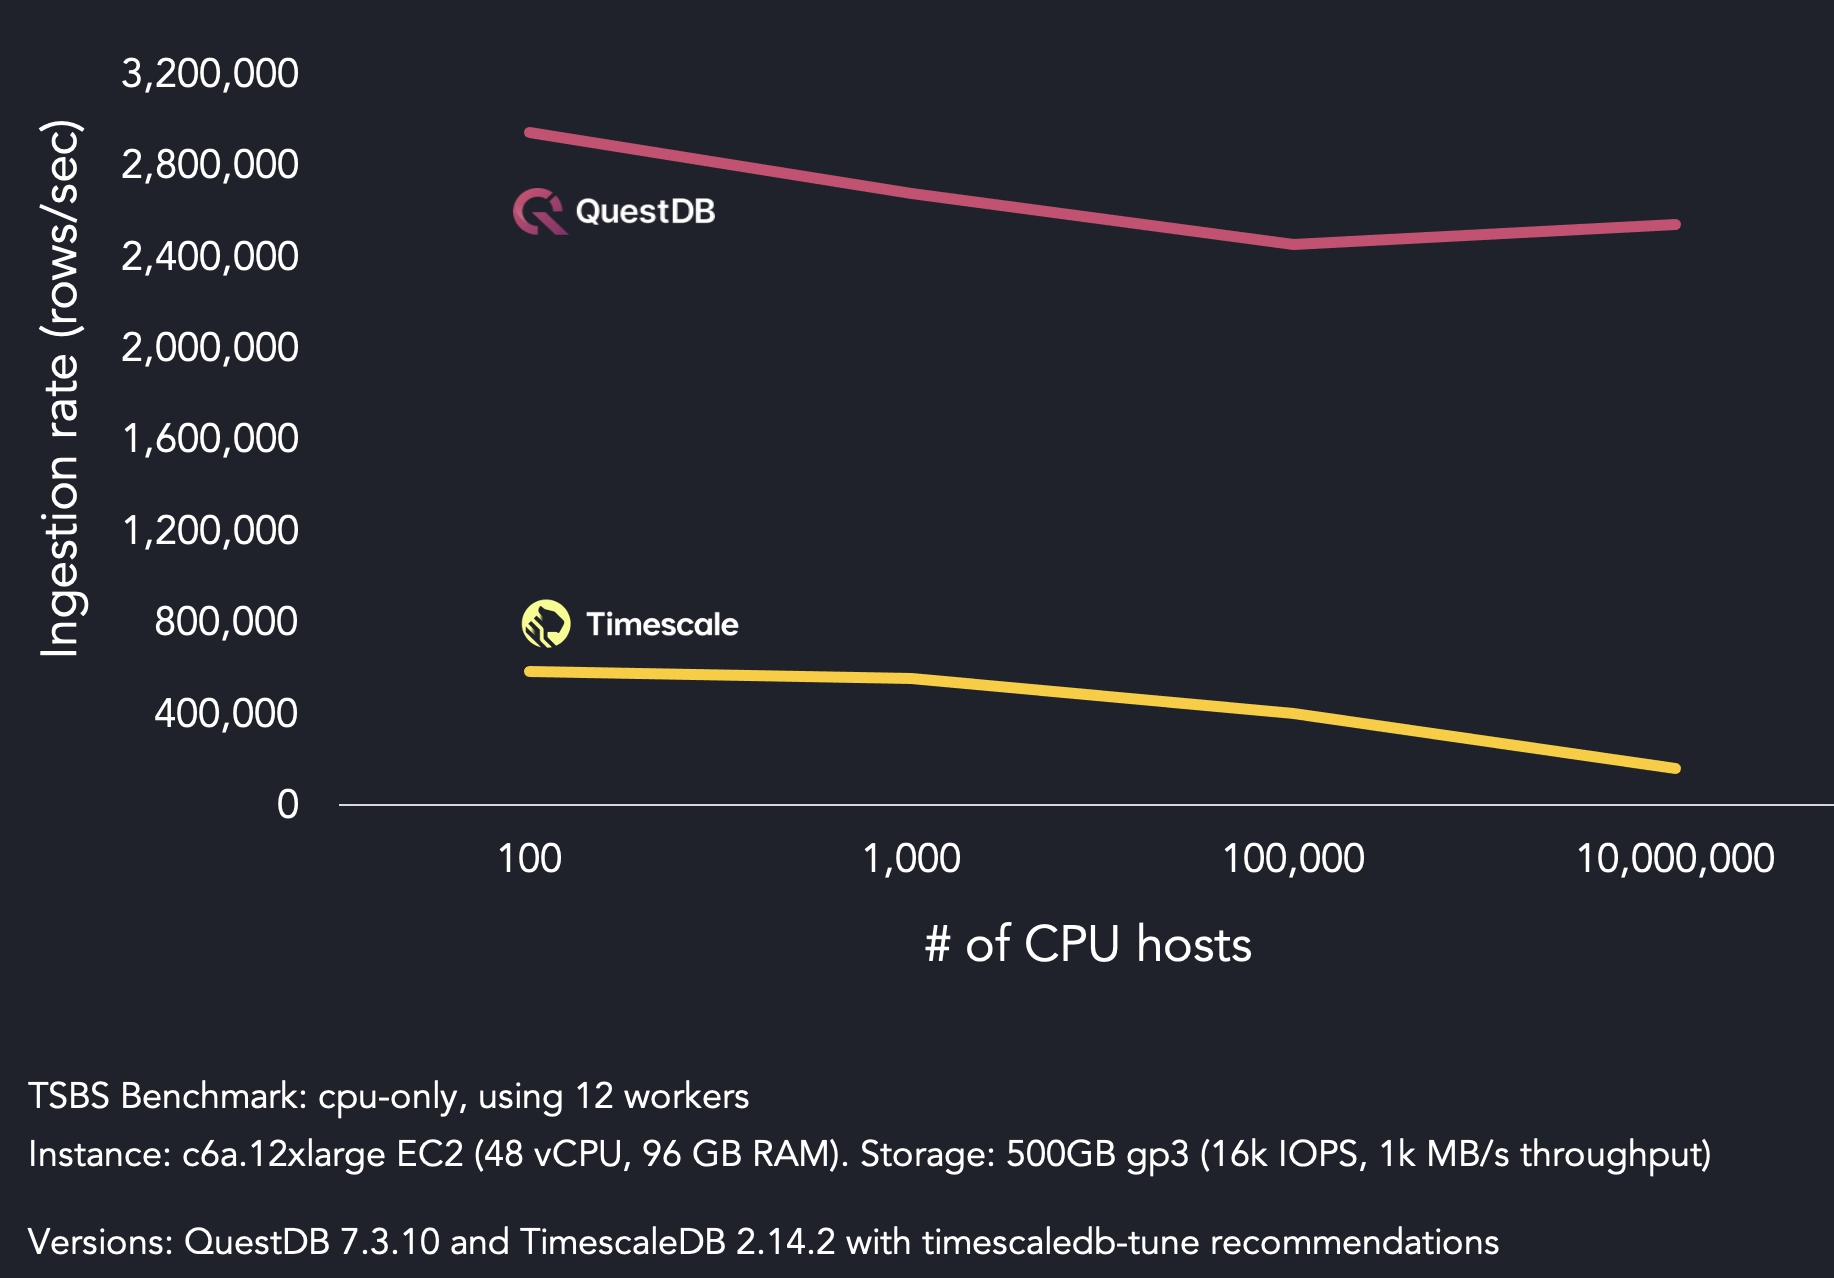 3,200,000
2,800,000
2,400,000
2,000,000
1,600,000
1,200,000
800,000
400,000
0
Ingestion rate (rows/sec)
QuestDB
Timescale
100 1,000 100,000 10,000,000
# of CPU hosts
TSBS Benchmark: cpu-only, using 12 workers
Instance: c6a.12xlarge EC2 (48 vCPU, 96 GB RAM). Storage: 500GB gp3 (16k IOPS, 1k MB/s throughput)
Versions: QuestDB 7.3.10 and TimescaleDB 2.14.2 with timescaledb-tune recommendations